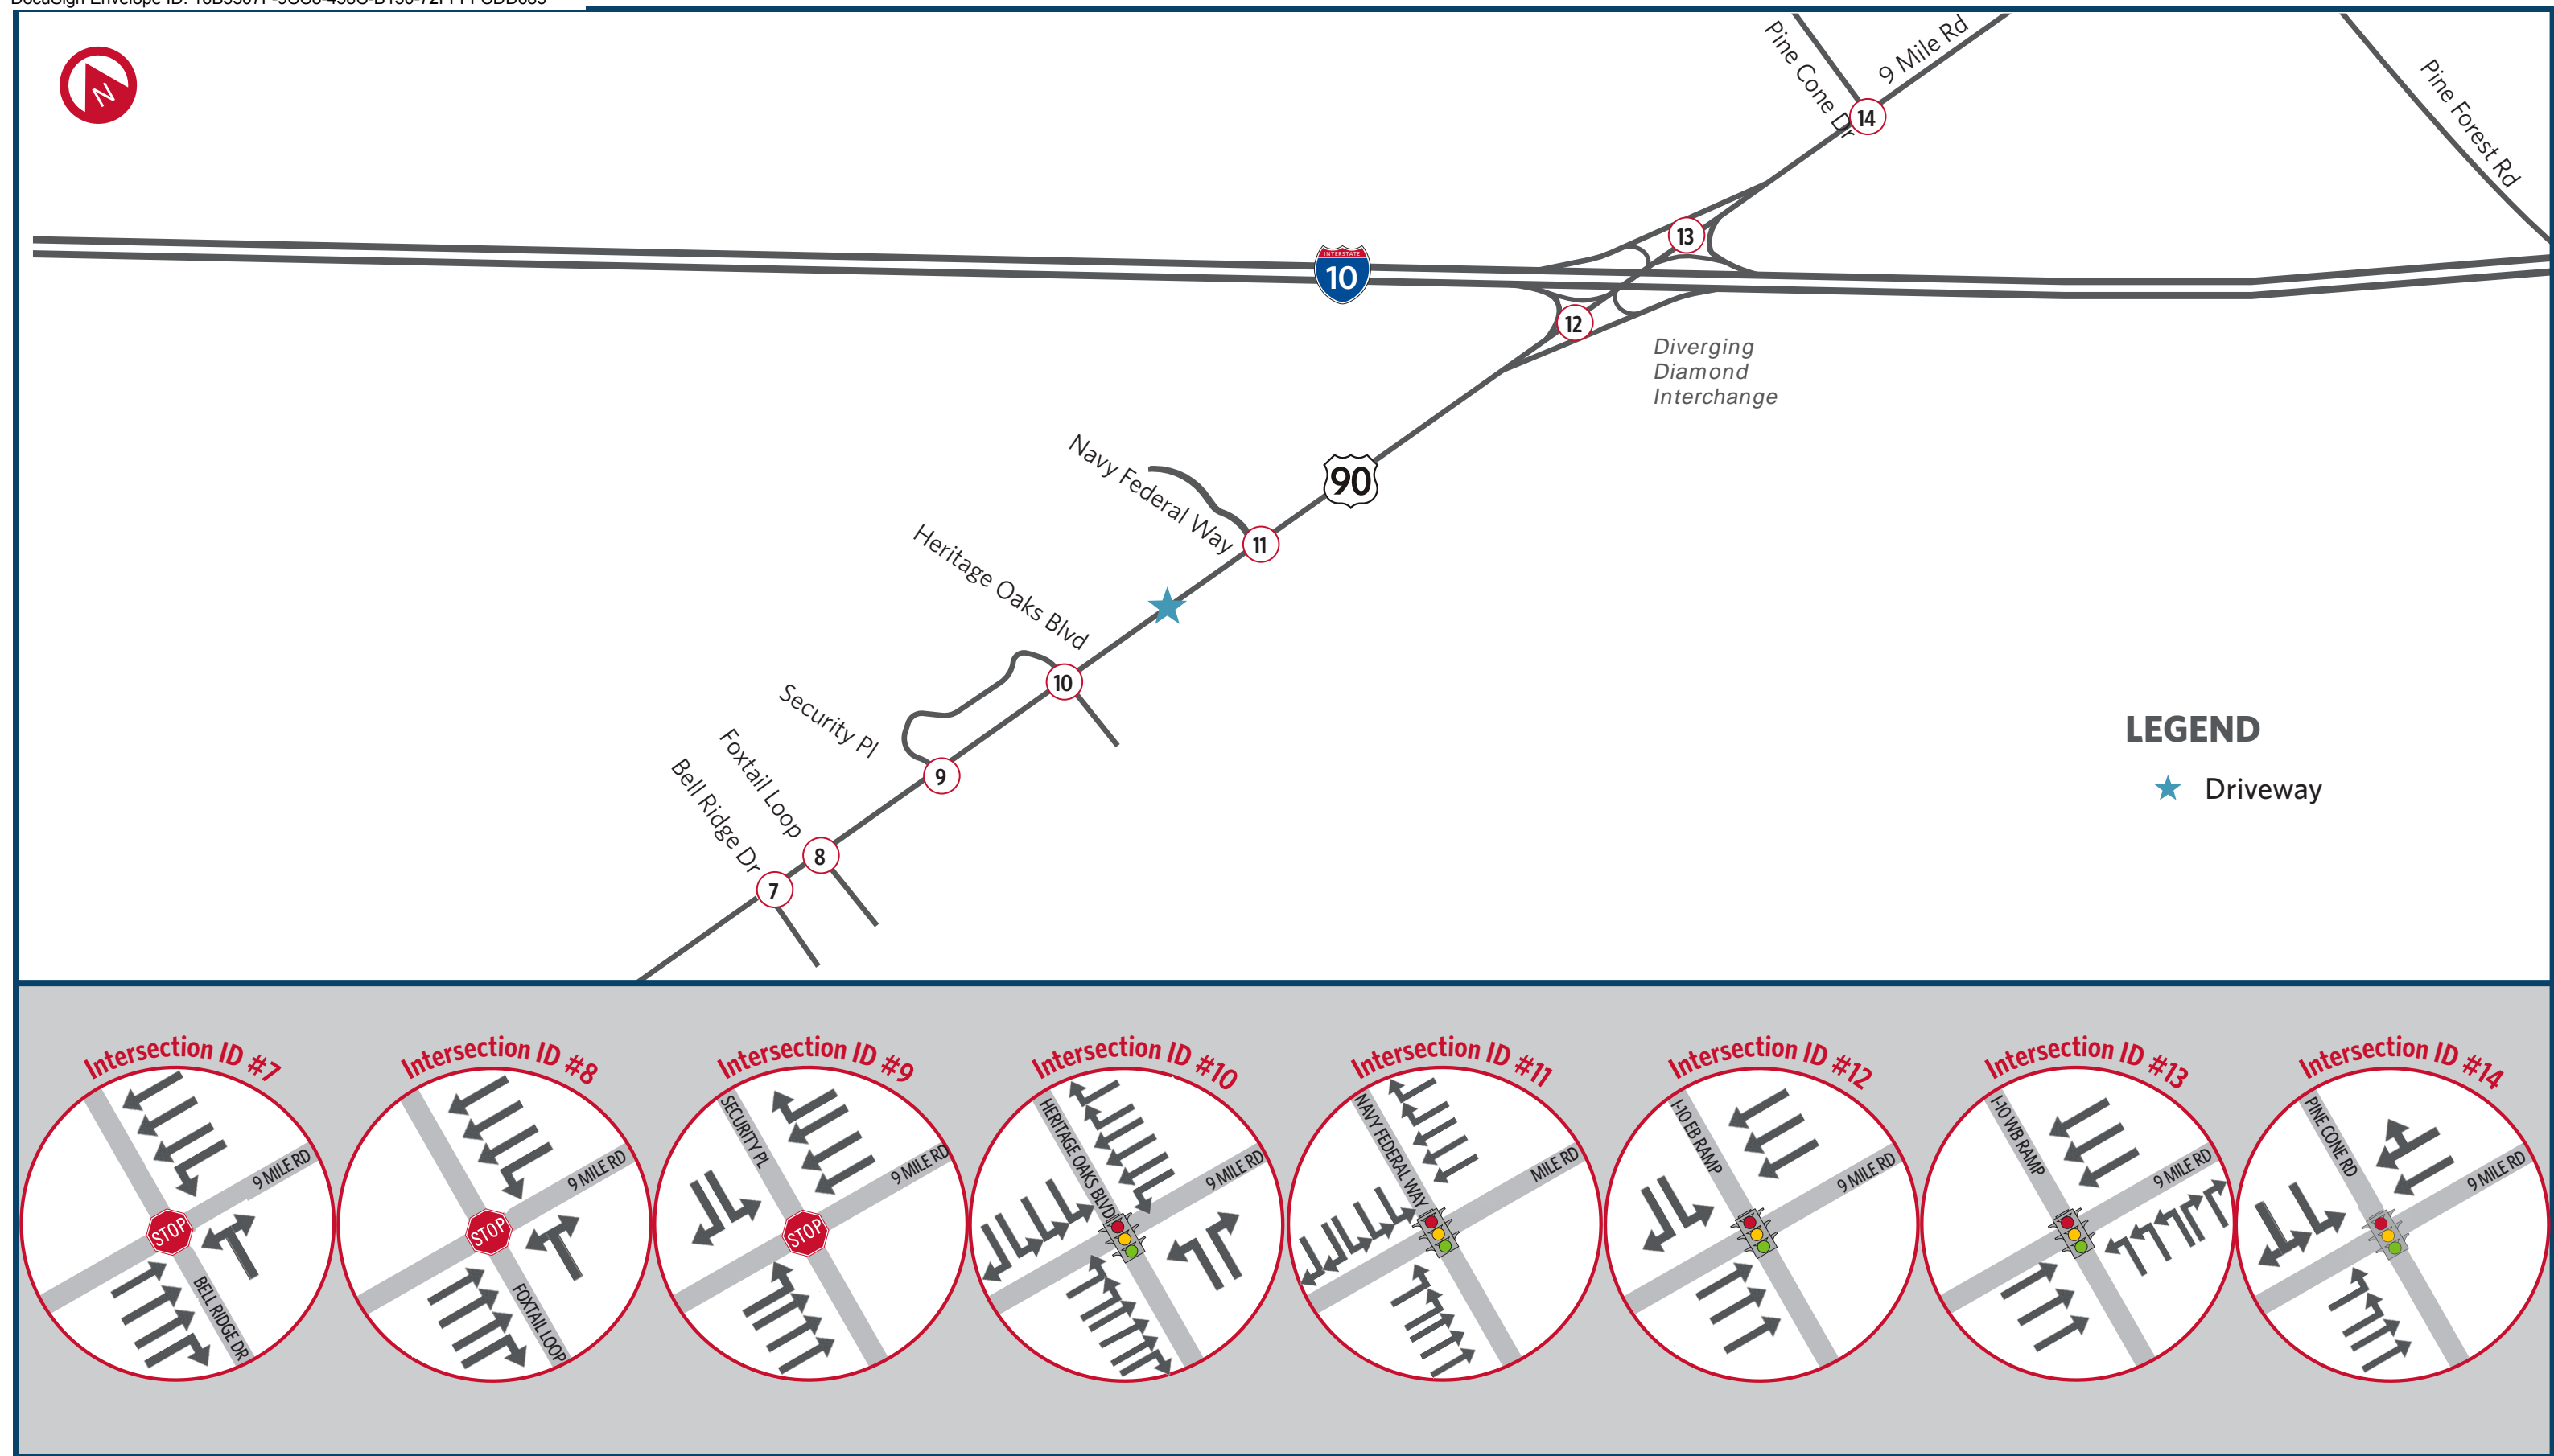 N
Pine Cone Dr
9 Mile Rd
Pine Forest Rd
14
13
INTERSTATE
10
12
Diverging
Diamond
Interchange
90
Navy Federal Way
11
Heritage Oaks Blvd
10
Security Pl
9
Foxtail Loop
8
Bell Ridge Dr
7
LEGEND
Driveway
Intersection ID #7
9 MILE RD
STOP
BELL RIDGE DR
Intersection ID #8
9 MILE RD
STOP
FOXTAIL LOOP
Intersection ID #9
SECURITY PL
9 MILE RD
STOP
Intersection ID #10
HERITAGE OAKS BLVD
9 MILE RD
Intersection ID #11
NAVY FEDERAL WAY
MILE RD
Intersection ID #12
I-10 EB RAMP
9 MILE RD
Intersection ID #13
I-10 WB RAMP
9 MILE RD
Intersection ID #14
PINE CONE RD
9 MILE RD